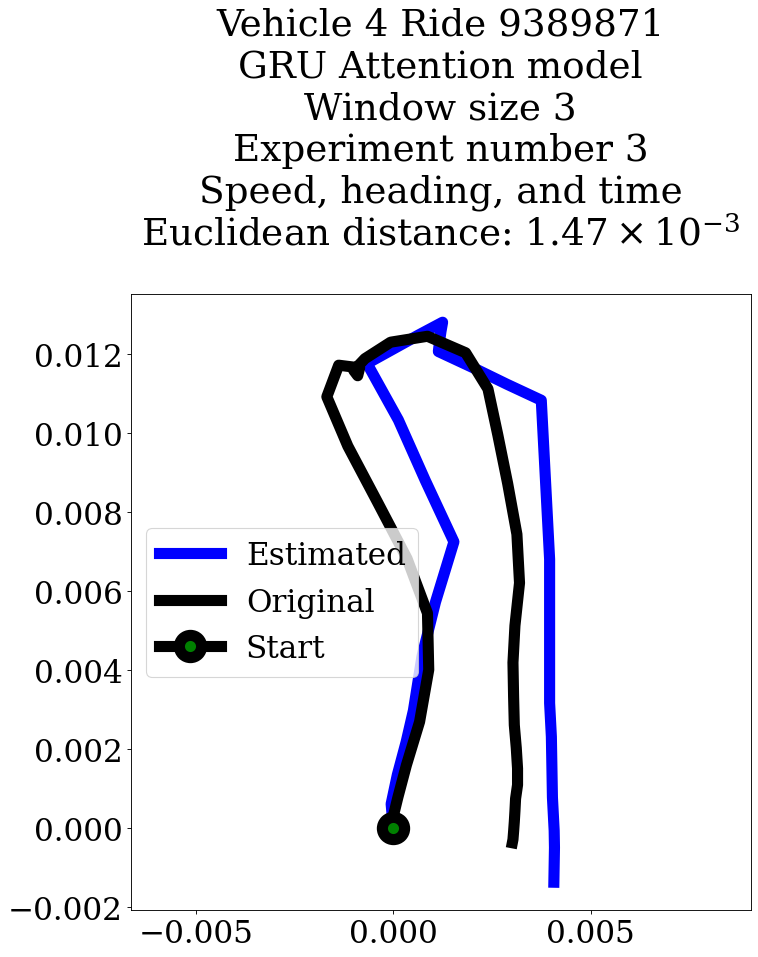 Vehicle 4 Ride 9389871
GRU Attention model
Window size 3
Experiment number 3
Speed, heading, and time
Euclidean distance: 1.47 × 10⁻³
0.012
0.010
0.008
0.006
0.004
0.002
0.000
−0.002
Estimated
Original
Start
−0.005 0.000 0.005